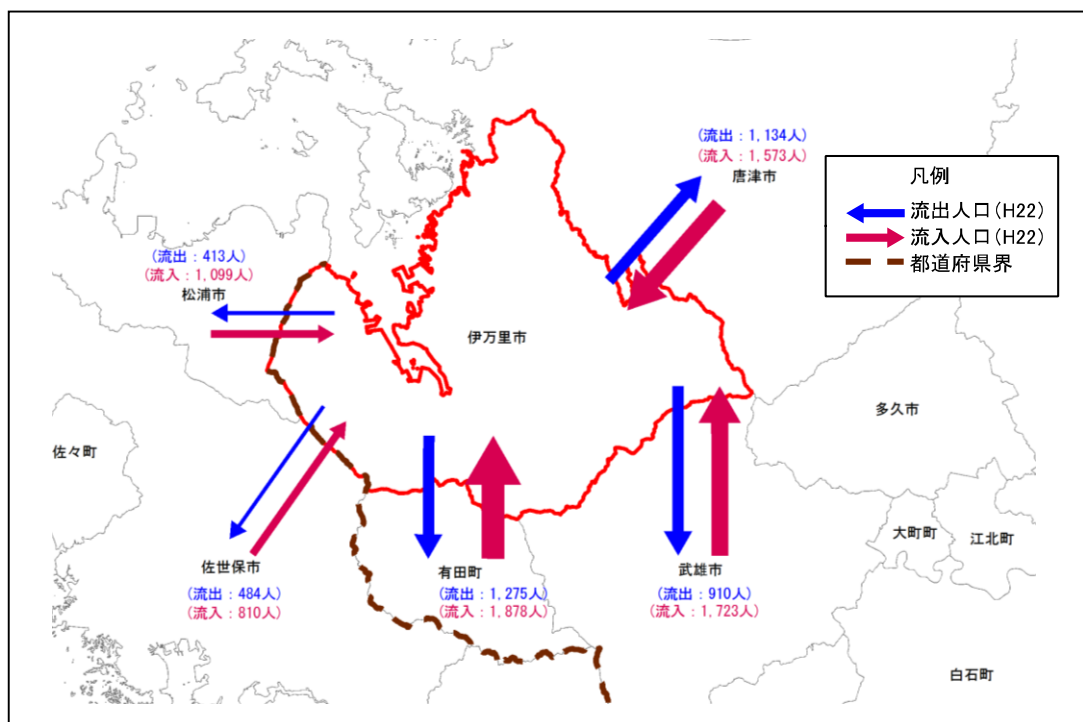 (流出：1,134人)
(流入：1,573人)
唐津市
凡例
流出人口(H22)
流入人口(H22)
都道府県界
(流出：413人)
(流入：1,099人)
松浦市
伊万里市
多久市
佐々町
大町町
江北町
佐世保市
(流出：484人)
(流入：810人)
有田町
(流出：1,275人)
(流入：1,878人)
武雄市
(流出：910人)
(流入：1,723人)
白石町